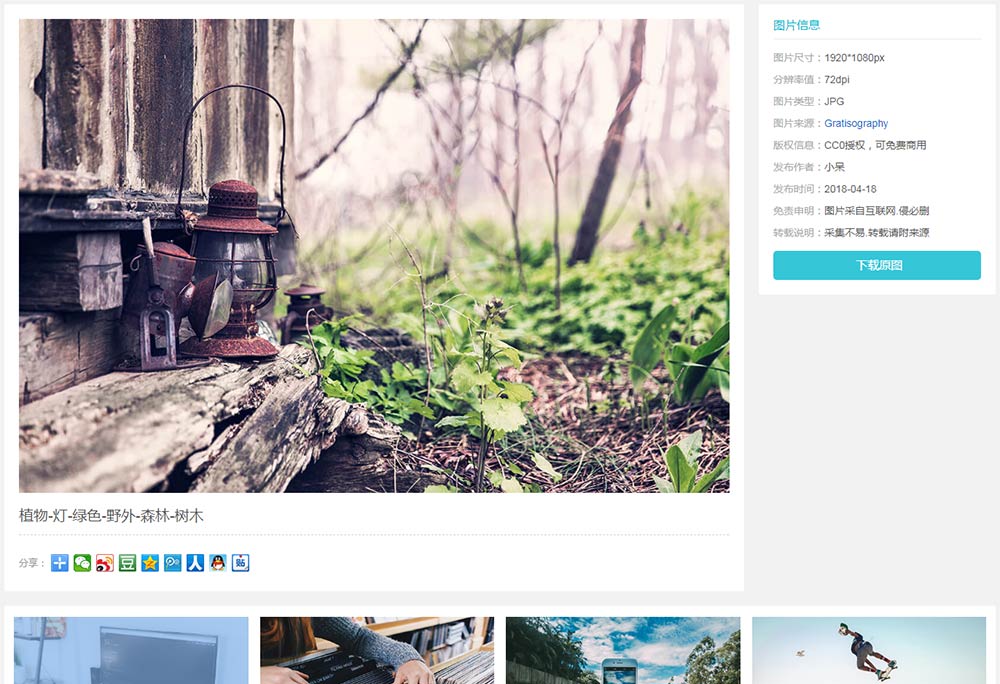 图片信息
图片尺寸：1920*1080px
分辨率值：72dpi
图片类型：JPG
图片来源：Gratisography
版权信息：CC0授权，可免费商用
发布作者：小呆
发布时间：2018-04-18
免责申明：图片采自互联网.侵必删
转载说明：采集不易.转载请附来源
下载原图
植物-灯-绿色-野外-森林-树木
分享：
豆
贴